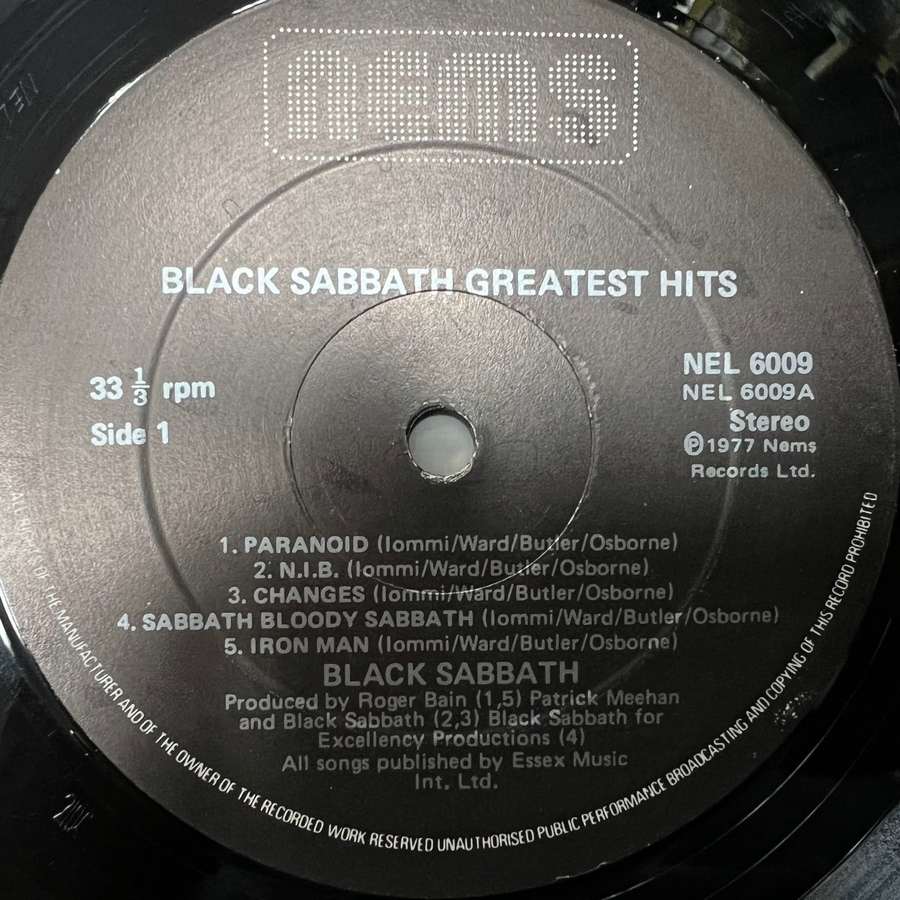 nems
BLACK SABBATH GREATEST HITS
33 1/3 rpm
Side 1
NEL 6009
NEL 6009A
Stereo
℗1977 Nems
Records Ltd.
1. PARANOID (Iommi/Ward/Butler/Osborne)
2. N.I.B. (Iommi/Ward/Butler/Osborne)
3. CHANGES (Iommi/Ward/Butler/Osborne)
4. SABBATH BLOODY SABBATH (Iommi/Ward/Butler/Osborne)
5. IRON MAN (Iommi/Ward/Butler/Osborne)
BLACK SABBATH
Produced by Roger Bain (1,5) Patrick Meehan
and Black Sabbath (2,3) Black Sabbath for
Excellency Productions (4)
All songs published by Essex Music
Int. Ltd.
OF THE MANUFACTURER AND OF THE OWNER OF THE RECORDED WORK RESERVED UNAUTHORISED PUBLIC PERFORMANCE BROADCASTING AND COPYING OF THIS RECORD PROHIBITED